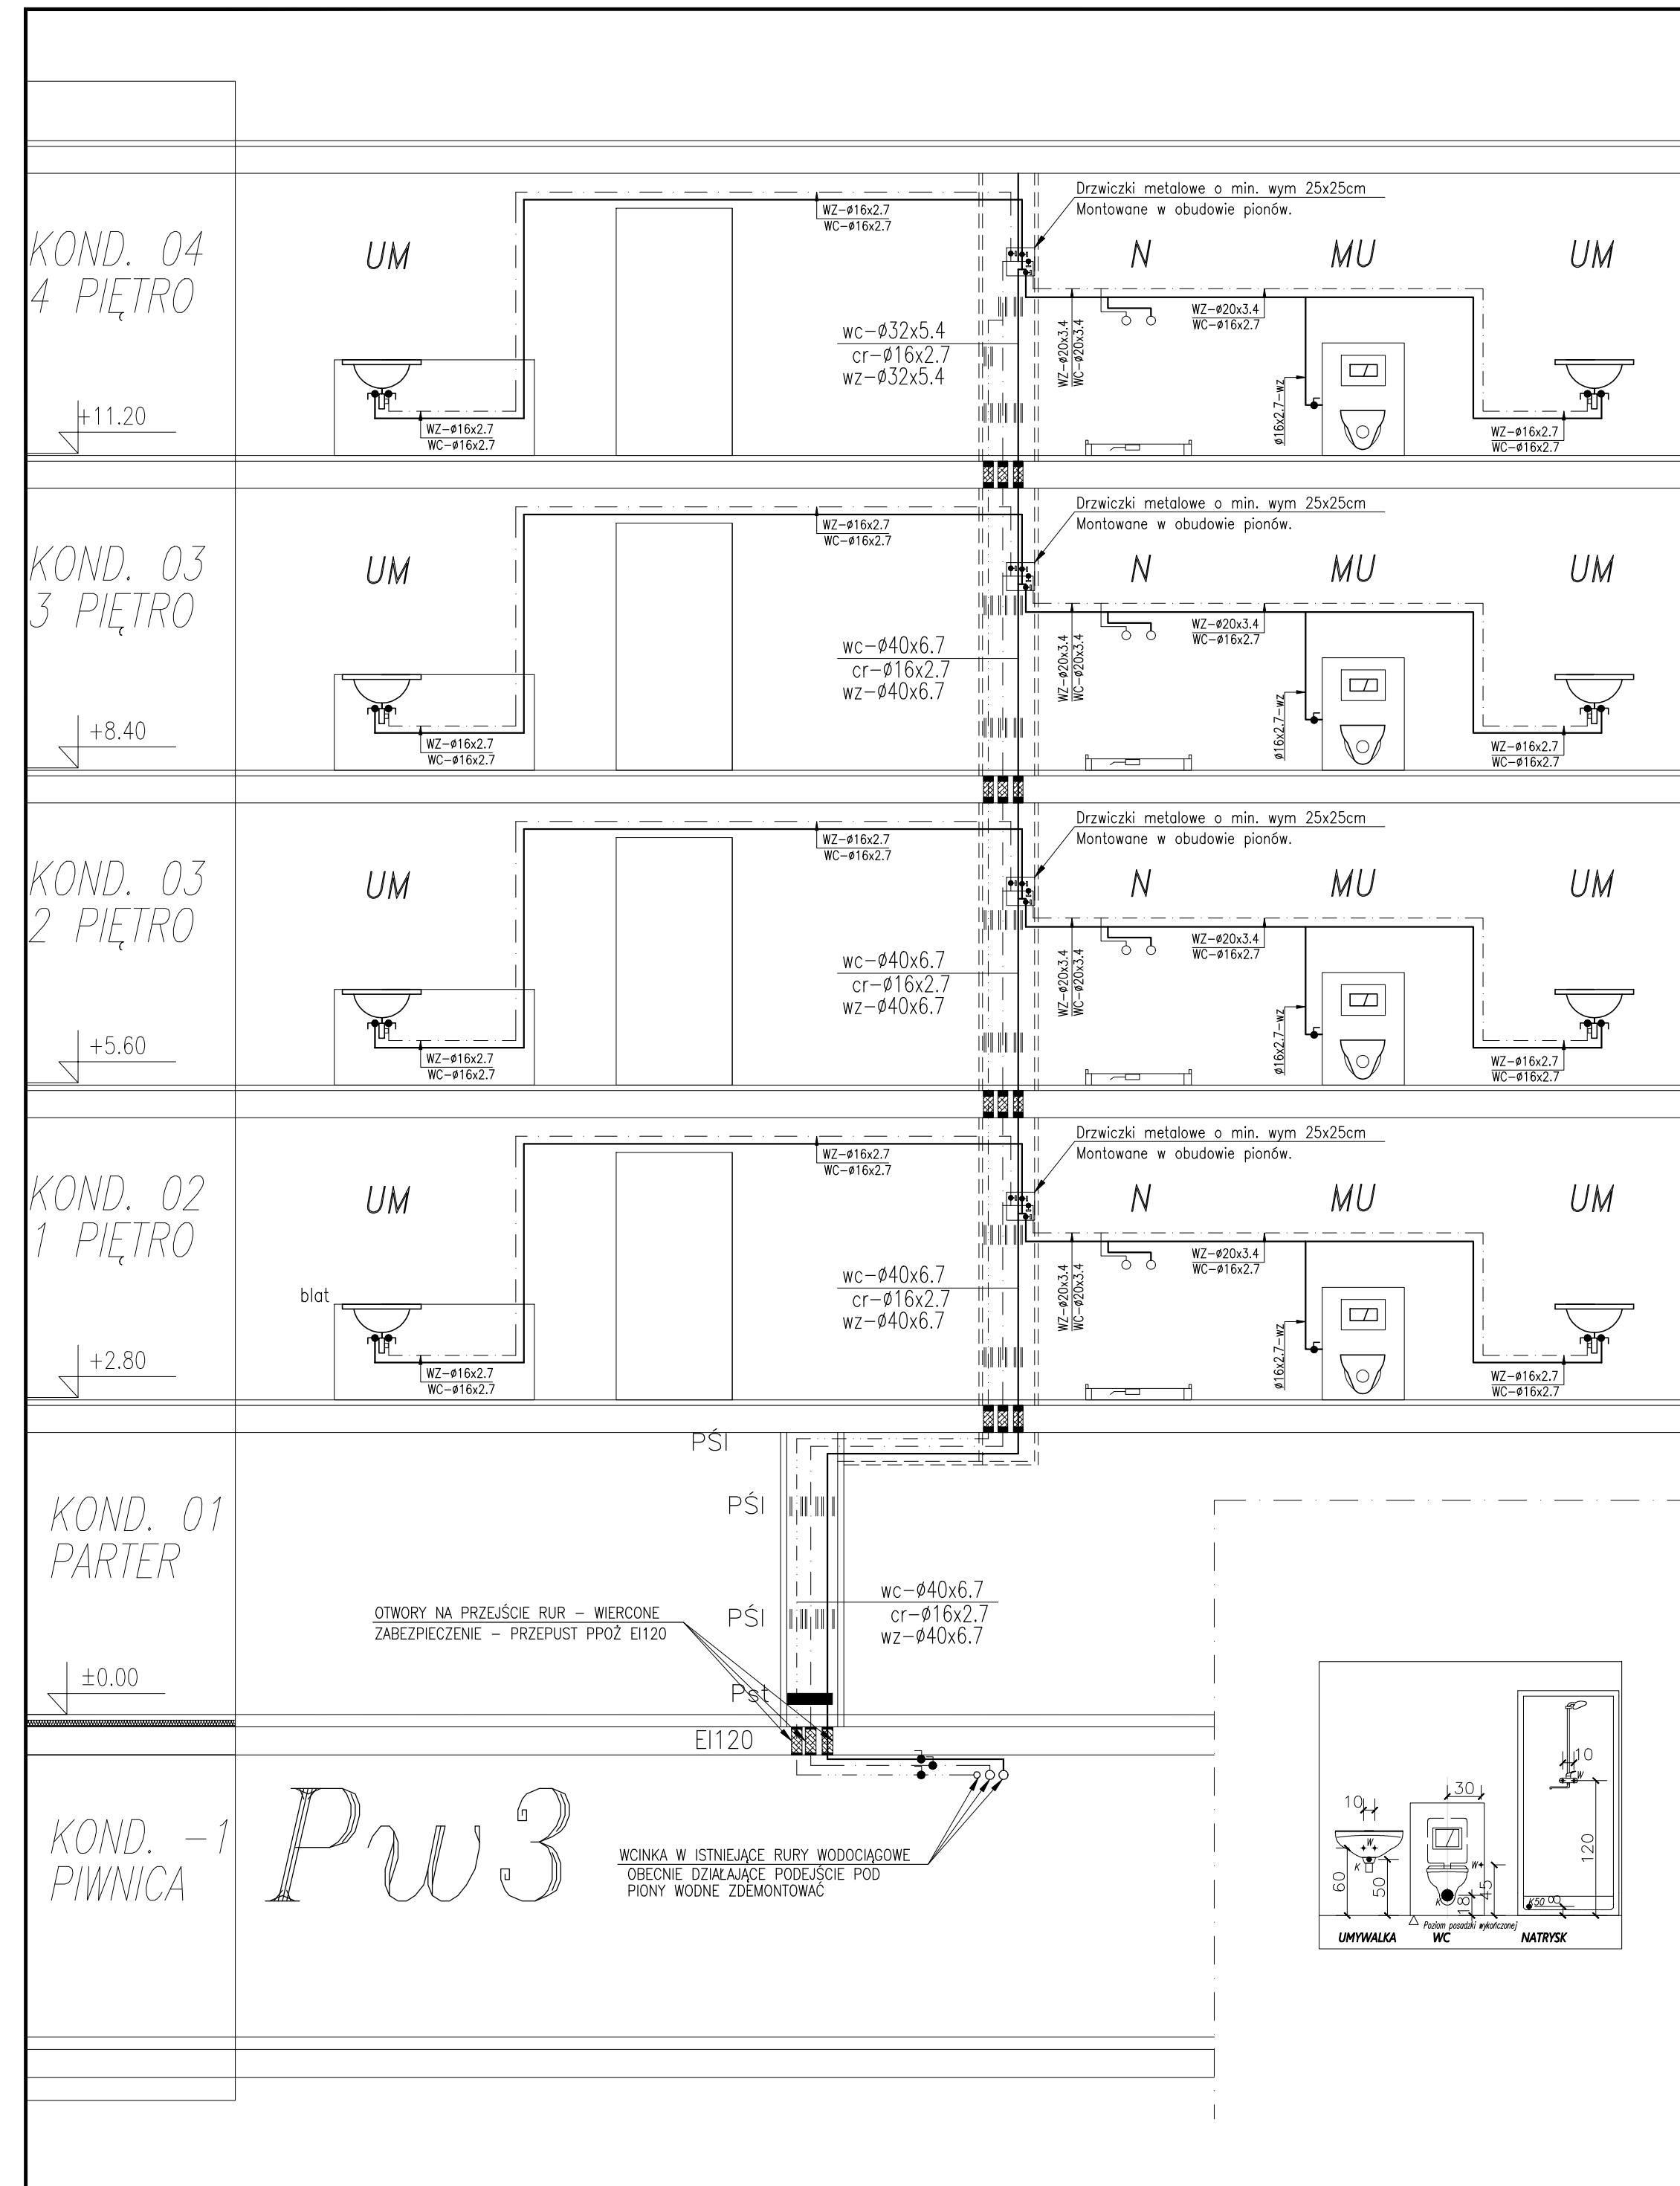 Drzwiczki metalowe o min. wym 25x25cm
Montowane w obudowie pionów.
WZ-ø16x2.7
WC-ø16x2.7
KOND. 04
4 PIĘTRO
UM
N
MU
UM
WZ-ø20x3.4
WC-ø16x2.7
WZ-ø20x3.4
WC-ø20x3.4
wc-ø32x5.4
cr-ø16x2.7
wz-ø32x5.4
ø16x2.7-wz
+11.20
WZ-ø16x2.7
WC-ø16x2.7
WZ-ø16x2.7
WC-ø16x2.7
Drzwiczki metalowe o min. wym 25x25cm
Montowane w obudowie pionów.
WZ-ø16x2.7
WC-ø16x2.7
KOND. 03
3 PIĘTRO
UM
N
MU
UM
WZ-ø20x3.4
WC-ø16x2.7
WZ-ø20x3.4
WC-ø20x3.4
wc-ø40x6.7
cr-ø16x2.7
wz-ø40x6.7
ø16x2.7-wz
+8.40
WZ-ø16x2.7
WC-ø16x2.7
WZ-ø16x2.7
WC-ø16x2.7
Drzwiczki metalowe o min. wym 25x25cm
Montowane w obudowie pionów.
WZ-ø16x2.7
WC-ø16x2.7
KOND. 03
2 PIĘTRO
UM
N
MU
UM
WZ-ø20x3.4
WC-ø16x2.7
WZ-ø20x3.4
WC-ø20x3.4
wc-ø40x6.7
cr-ø16x2.7
wz-ø40x6.7
ø16x2.7-wz
+5.60
WZ-ø16x2.7
WC-ø16x2.7
WZ-ø16x2.7
WC-ø16x2.7
Drzwiczki metalowe o min. wym 25x25cm
Montowane w obudowie pionów.
WZ-ø16x2.7
WC-ø16x2.7
KOND. 02
1 PIĘTRO
UM
N
MU
UM
WZ-ø20x3.4
WC-ø16x2.7
WZ-ø20x3.4
WC-ø20x3.4
wc-ø40x6.7
cr-ø16x2.7
wz-ø40x6.7
blat
ø16x2.7-wz
+2.80
WZ-ø16x2.7
WC-ø16x2.7
WZ-ø16x2.7
WC-ø16x2.7
PŚl
PŚl
KOND. 01
PARTER
wc-ø40x6.7
cr-ø16x2.7
wz-ø40x6.7
OTWORY NA PRZEJŚCIE RUR - WIERCONE
ZABEZPIECZENIE - PRZEPUST PPOŻ EI120
PŚl
±0.00
Pst
EI120
Pw3
KOND. -1
PIWNICA
WCINKA W ISTNIEJĄCE RURY WODOCIĄGOWE
OBECNIE DZIAŁAJĄCE PODEJŚCIE POD
PIONY WODNE ZDEMONTOWAĆ
10
W
30
10
W
120
K
60
50
W
45
K
18
K50
8
Poziom posadzki wykończonej
UMYWALKA
WC
NATRYSK